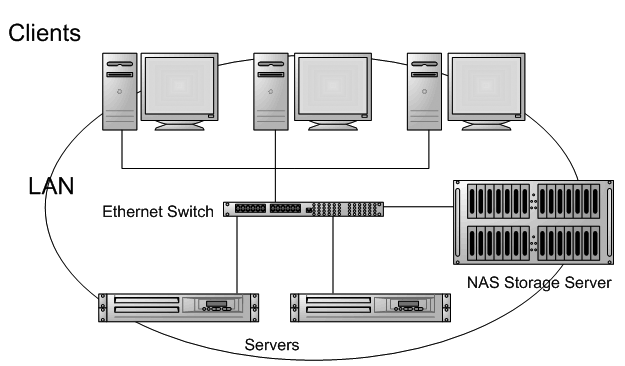 Clients
LAN
Ethernet Switch
NAS Storage Server
Servers